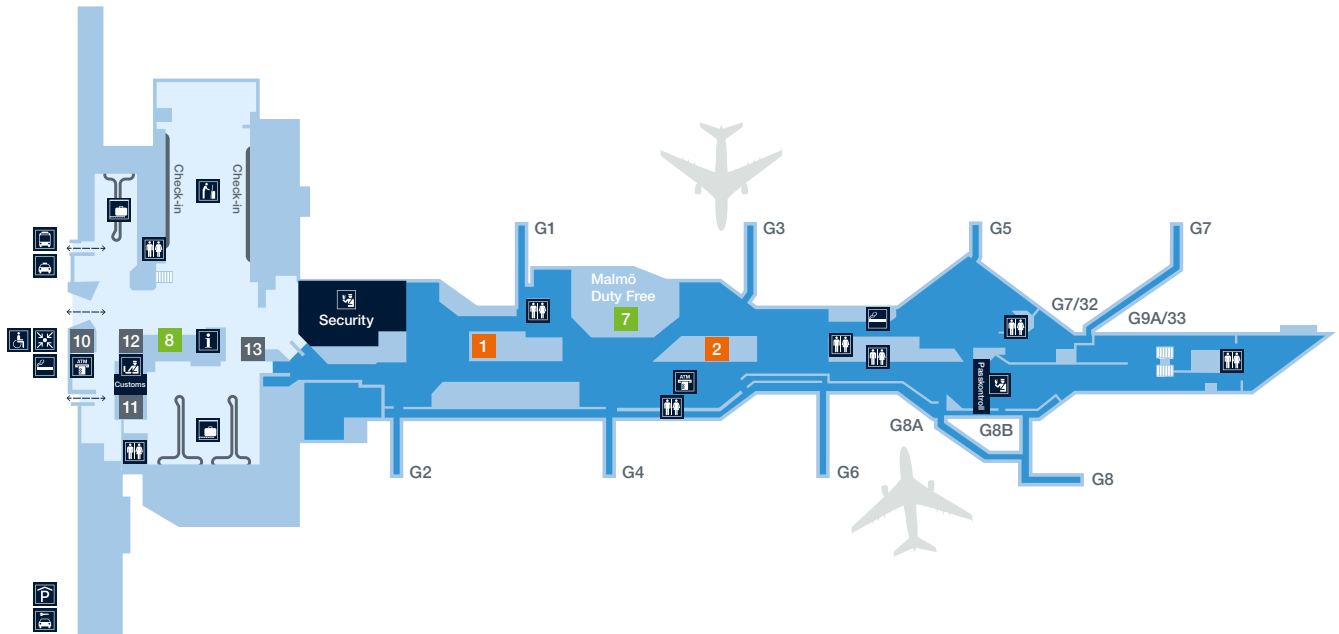 Check-in
Check-in
G1
G3
G5
G7
Malmö
Duty Free
7
G7/32
G9A/33
Security
10
12
8
i
13
1
2
ATM
Customs
11
ATM
Passkontroll
G8A
G8B
G2
G4
G6
G8
P